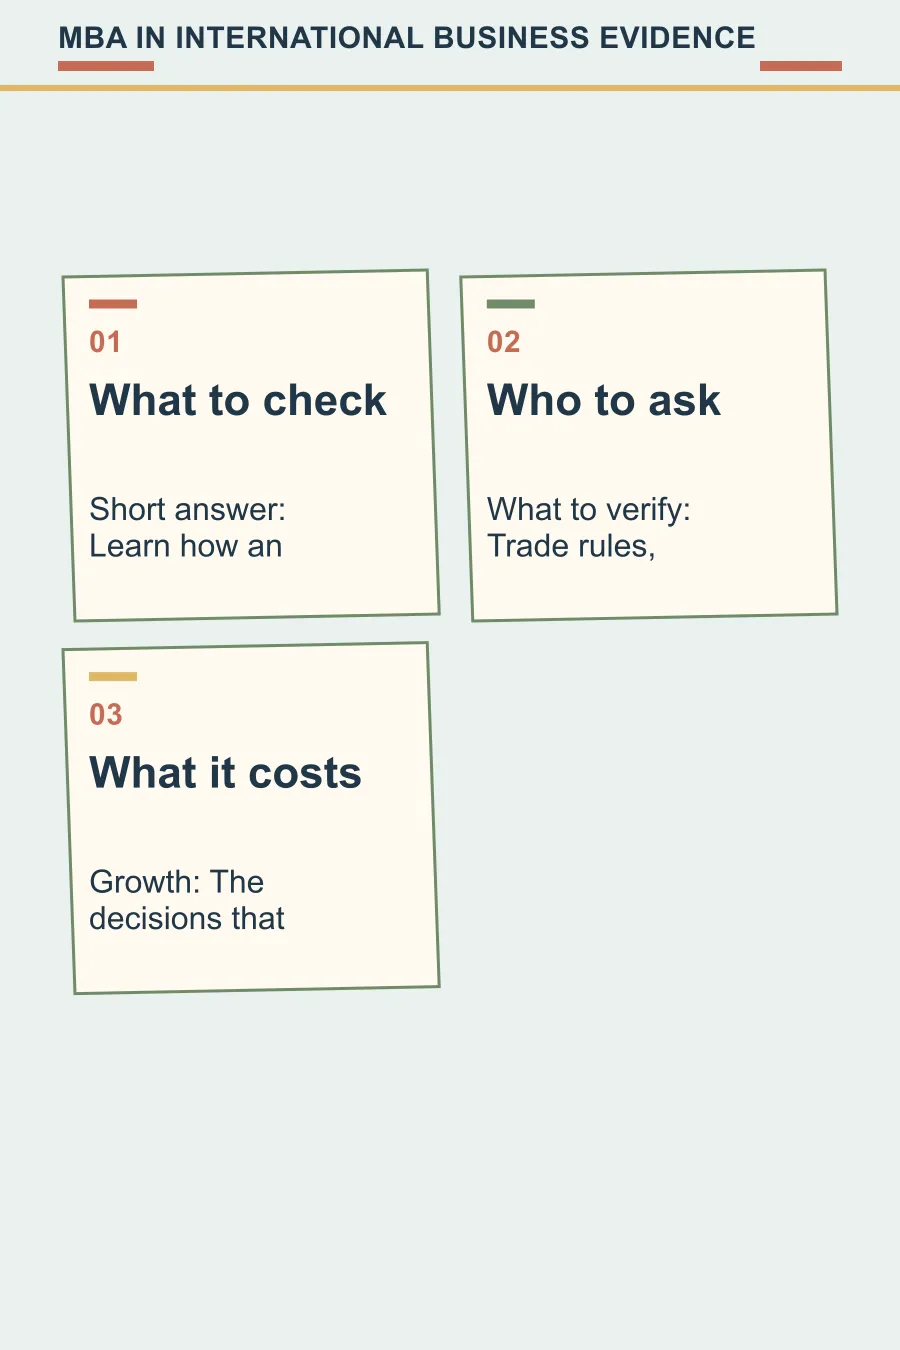 MBA IN INTERNATIONAL BUSINESS EVIDENCE
01
What to check
Short answer:
Learn how an
02
Who to ask
What to verify:
Trade rules,
03
What it costs
Growth: The
decisions that